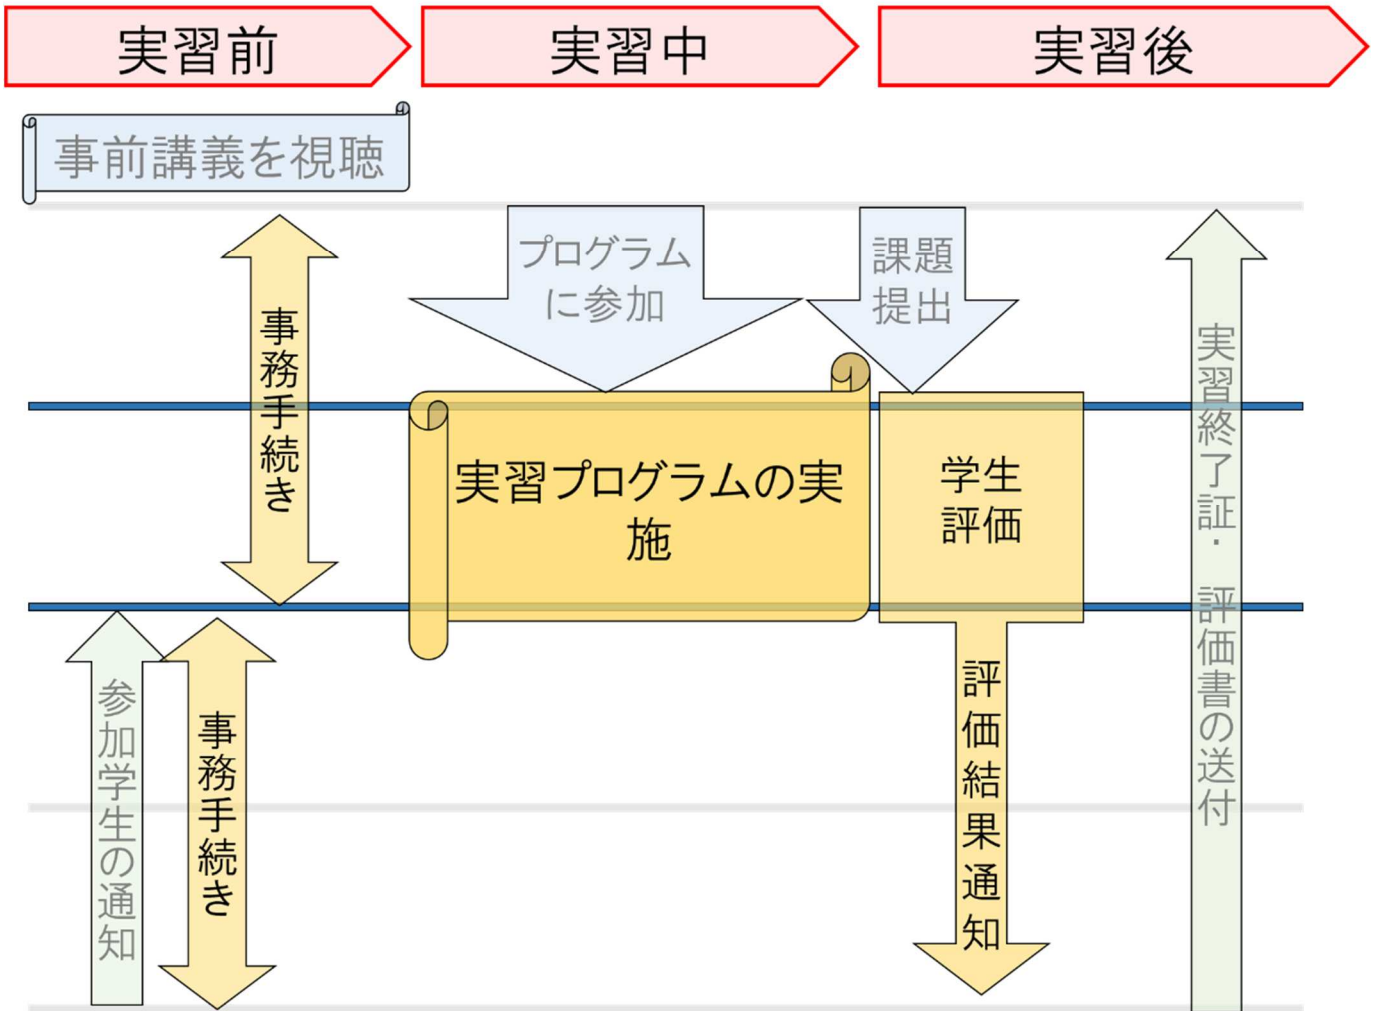 実習前
実習中
実習後
事前講義を視聴
プログラム
に参加
課題
提出
事務手続き
実習プログラムの実
施
学生
評価
実習終了証・ 評価書の送付
参加学生の通知
事務手続き
評価結果通知